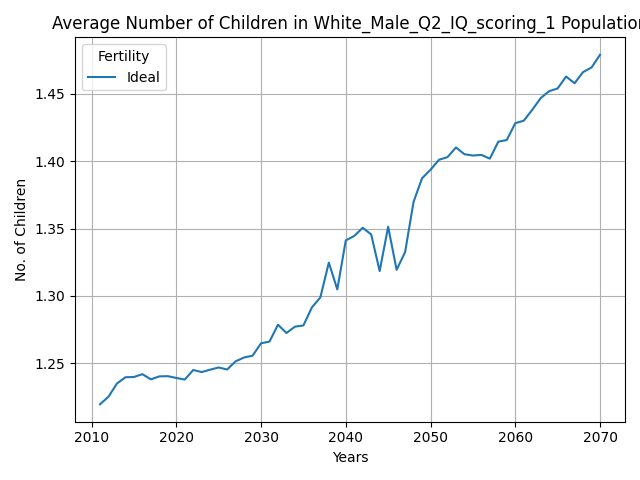 Average Number of Children in White_Male_Q2_IQ_scoring_1 Population
Fertility
Ideal
No. of Children
1.45
1.40
1.35
1.30
1.25
2010 2020 2030 2040 2050 2060 2070
Years